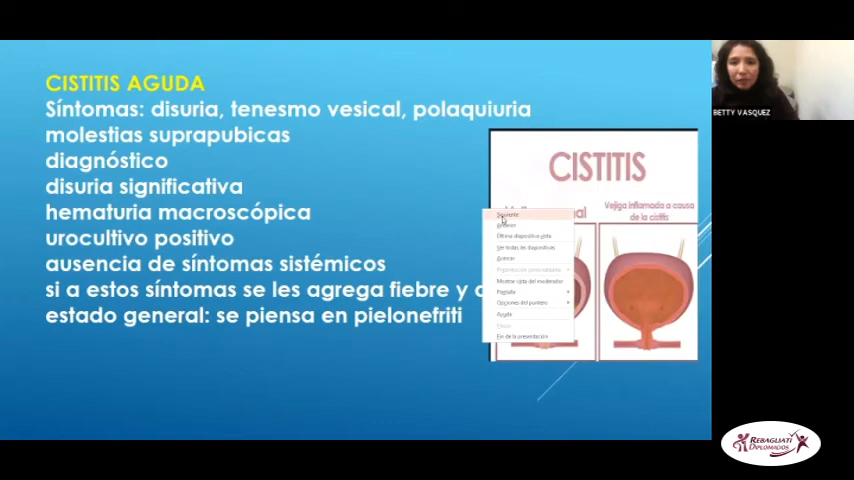 CISTITIS AGUDA
Síntomas: disuria, tenesmo vesical, polaquiuria
molestias suprapubicas
diagnóstico
disuria significativa
hematuria macroscópica
urocultivo positivo
ausencia de síntomas sistémicos
si a estos síntomas se les agrega fiebre y
estado general: se piensa en pielonefriti
CISTITIS
Vejiga inflamada a causa
de la cistitis
Siguiente
Anterior
Última diapositiva vista
Ver todas las diapositivas
Presentación personalizada
Mostrar vista del moderador
Pantalla
Opciones del puntero
Ayuda
Fin de la presentación
BETTY VASQUEZ
REBAGLIATI
DIPLOMADOS